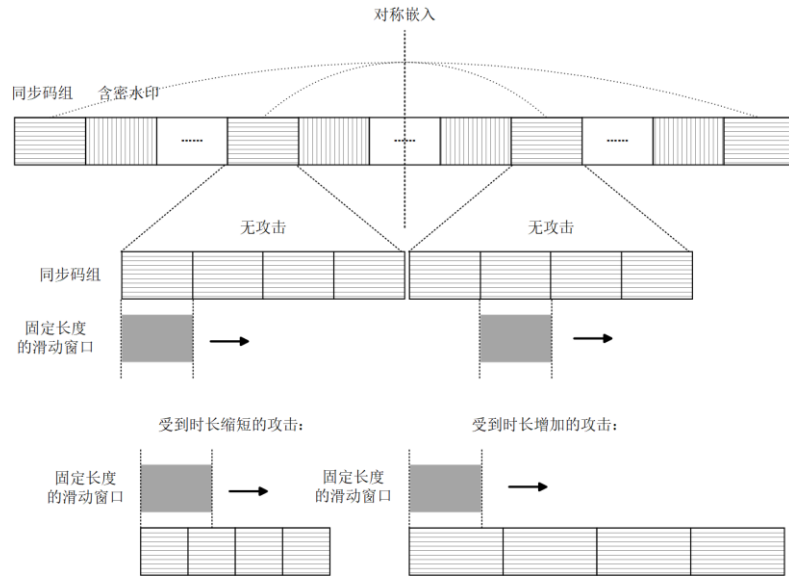 对称嵌入
同步码组 含密水印
无攻击 无攻击
同步码组
固定长度
的滑动窗口
受到时长缩短的攻击： 受到时长增加的攻击：
固定长度 固定长度
的滑动窗口 的滑动窗口